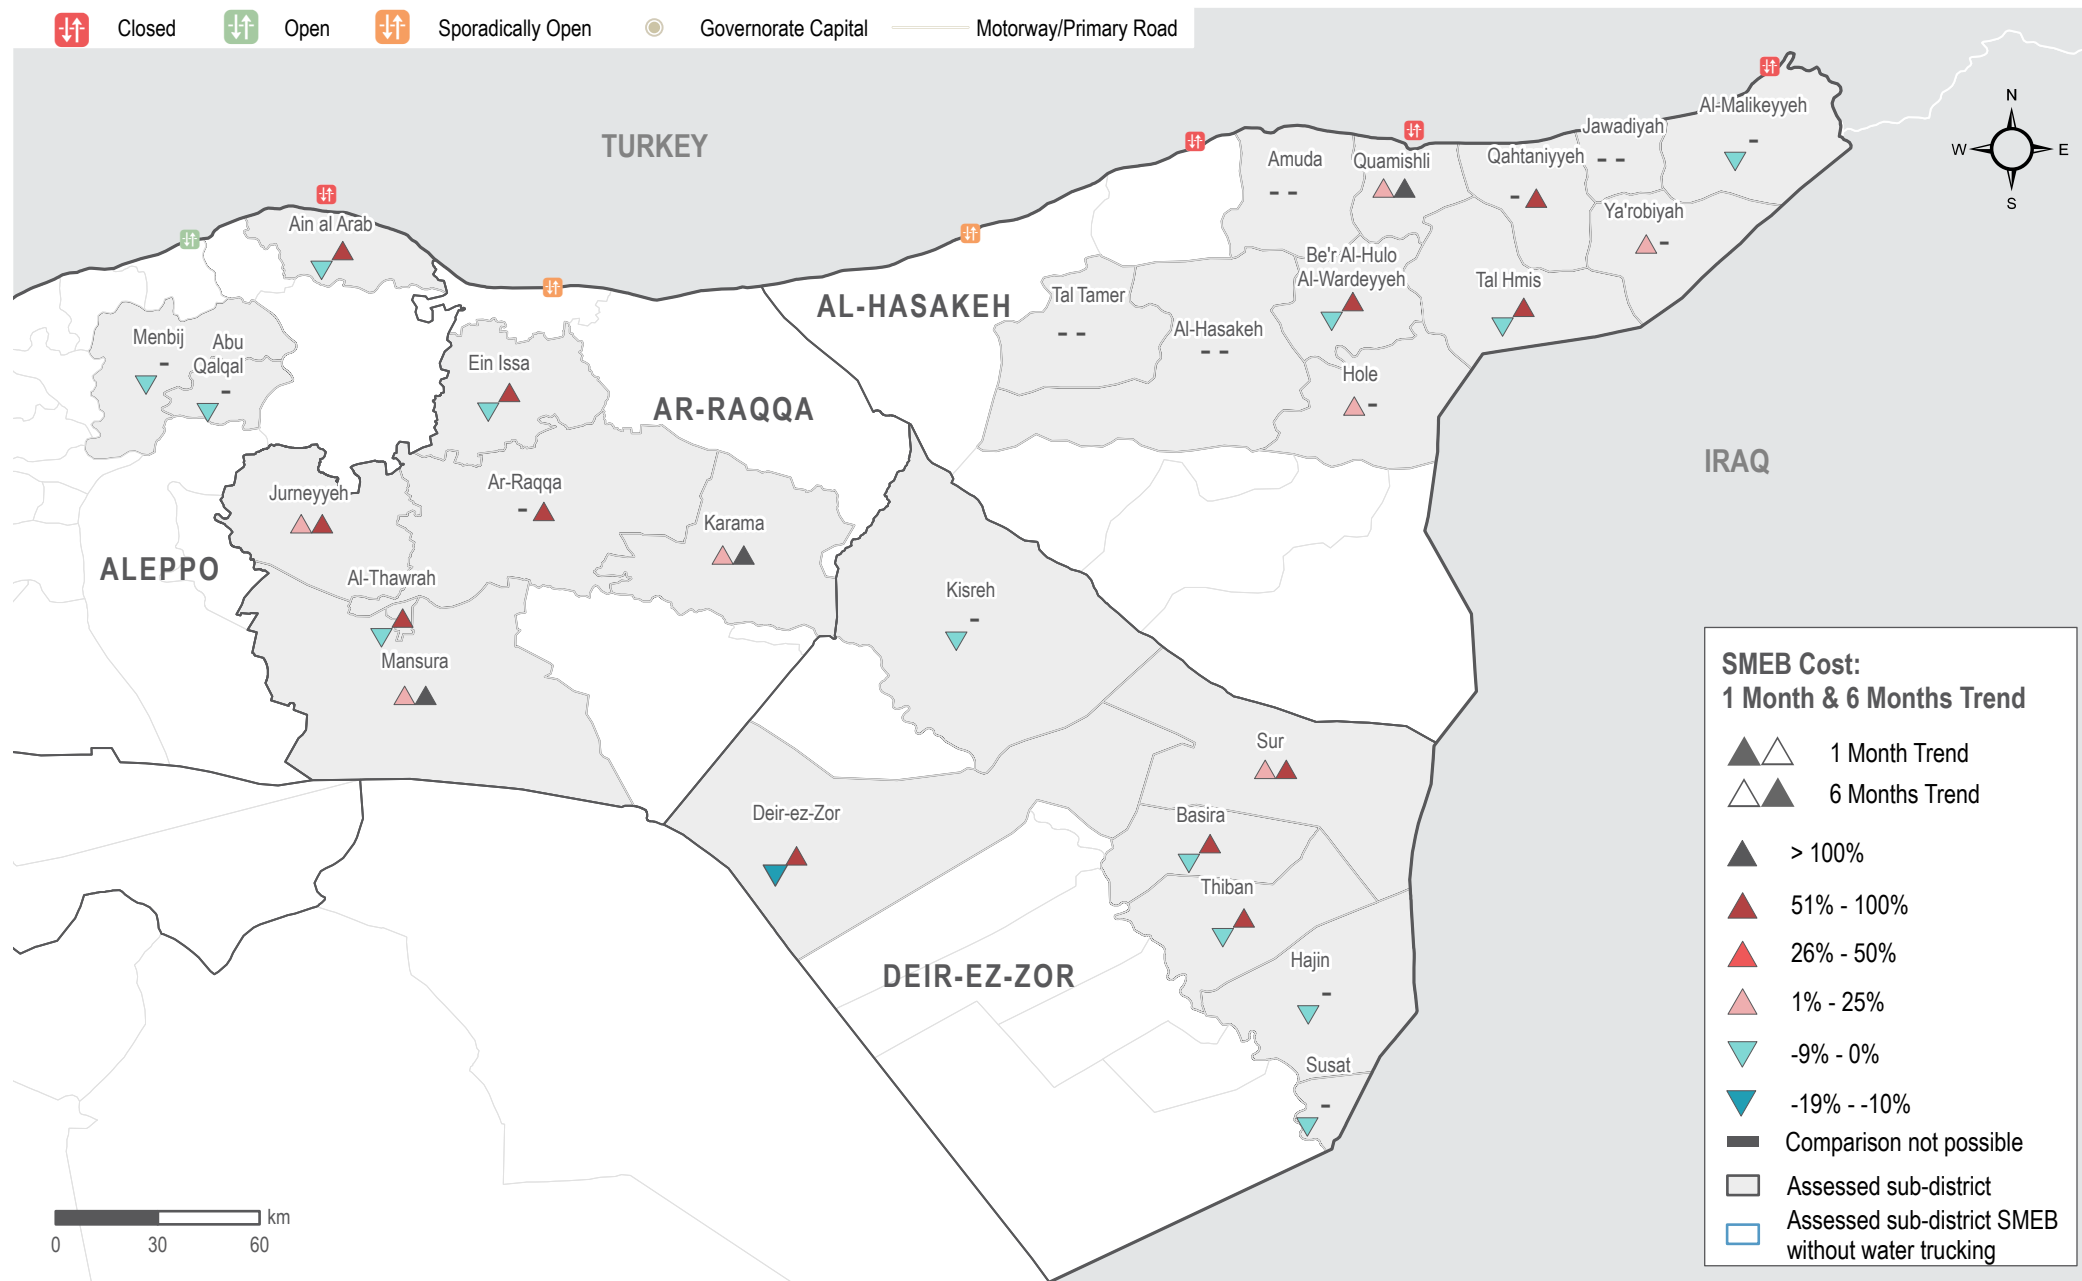 Closed
Open
Sporadically Open
Governorate Capital
Motorway/Primary Road
TURKEY
Al-Malikeyyeh
-
Jawadiyah
- -
N
W
E
S
Amuda
- -
Quamishli
Qahtaniyyeh
-
Ya'robiyah
-
Ain al Arab
Be'r Al-Hulo
Al-Wardeyyeh
Tal Hmis
Tal Tamer
- -
AL-HASAKEH
Al-Hasakeh
- -
Menbij
-
Abu
Qalqal
-
Ein Issa
Hole
-
AR-RAQQA
IRAQ
Jurneyyeh
Ar-Raqqa
-
Karama
ALEPPO
Al-Thawrah
Kisreh
-
Mansura
Sur
Deir-ez-Zor
Basira
Thiban
DEIR-EZ-ZOR
Hajin
-
Susat
-
SMEB Cost:
1 Month & 6 Months Trend
1 Month Trend
6 Months Trend
> 100%
51% - 100%
26% - 50%
1% - 25%
-9% - 0%
-19% - -10%
Comparison not possible
Assessed sub-district
Assessed sub-district SMEB
without water trucking
km
0 30 60